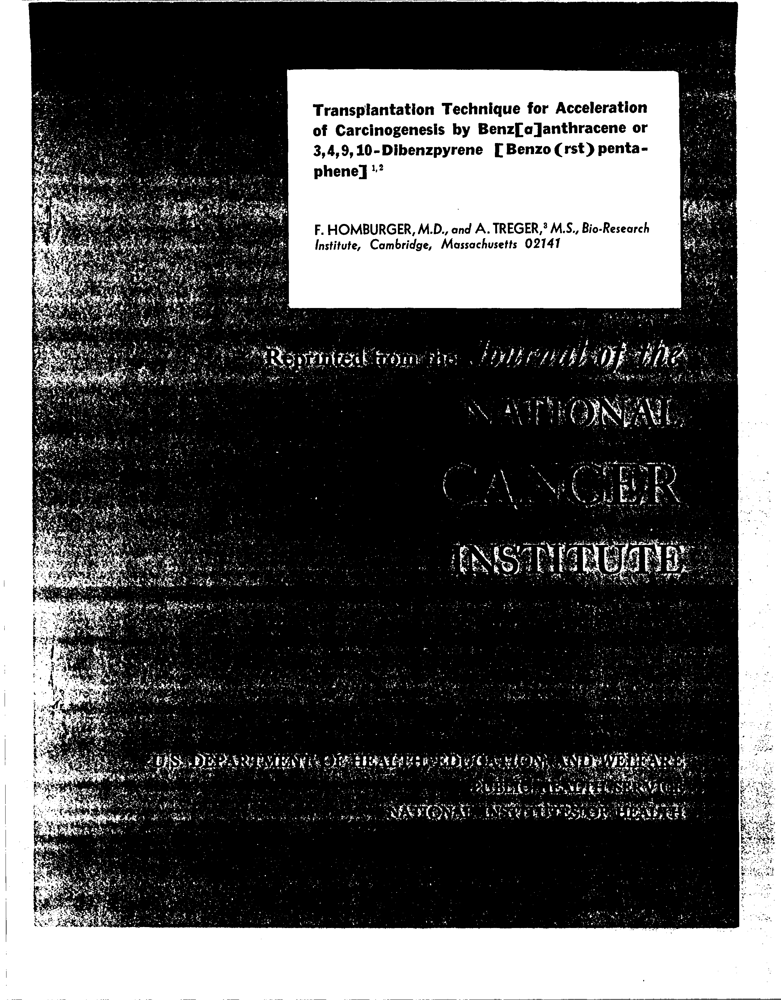 Transplantation Technique for Acceleration
of Carcinogenesis by Benz[a]anthracene or
3,4,9,10-Dibenzpyrene [Benzo(rst)penta-
phene] 1,2
F. HOMBURGER, M.D., and A. TREGER,3 M.S., Bio-Research
Institute, Cambridge, Massachusetts 02141
Reprinted from the Journal of the
NATIONAL
CANCER
INSTITUTE
U.S. DEPARTMENT OF HEALTH, EDUCATION, AND WELFARE
PUBLIC HEALTH SERVICE
NATIONAL INSTITUTES OF HEALTH